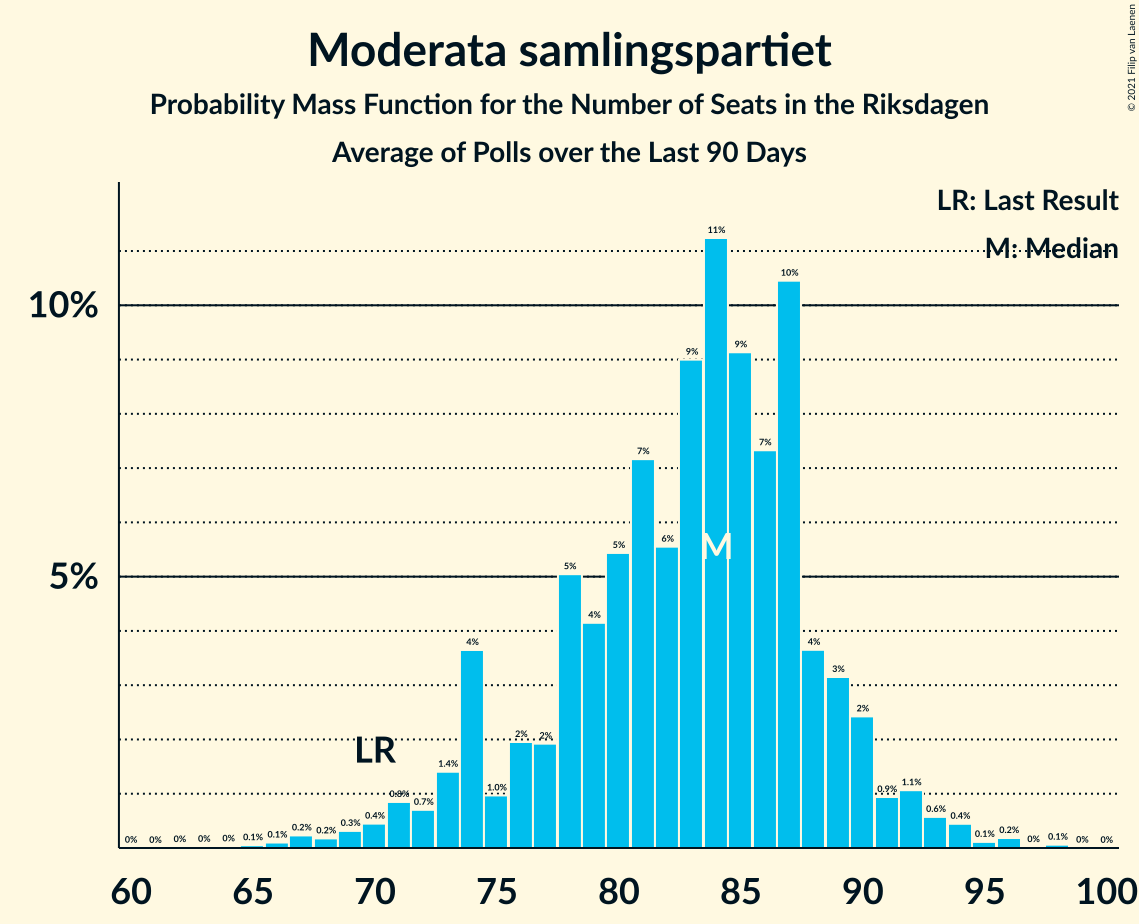 Moderata samlingspartiet
Probability Mass Function for the Number of Seats in the Riksdagen
Average of Polls over the Last 90 Days
© 2021 Filip van Laenen
LR: Last Result
M: Median
10%
5%
0% 0% 0% 0% 0% 0.1% 0.1% 0.2% 0.2% 0.3% 0.4% 0.8% 0.7% 1.4% 4% 1.0% 2% 2% 5% 4% 5% 7% 6% 9% 11% 9% 7% 10% 4% 3% 2% 0.9% 1.1% 0.6% 0.4% 0.1% 0.2% 0% 0.1% 0% 0%
LR
M
60 65 70 75 80 85 90 95 100